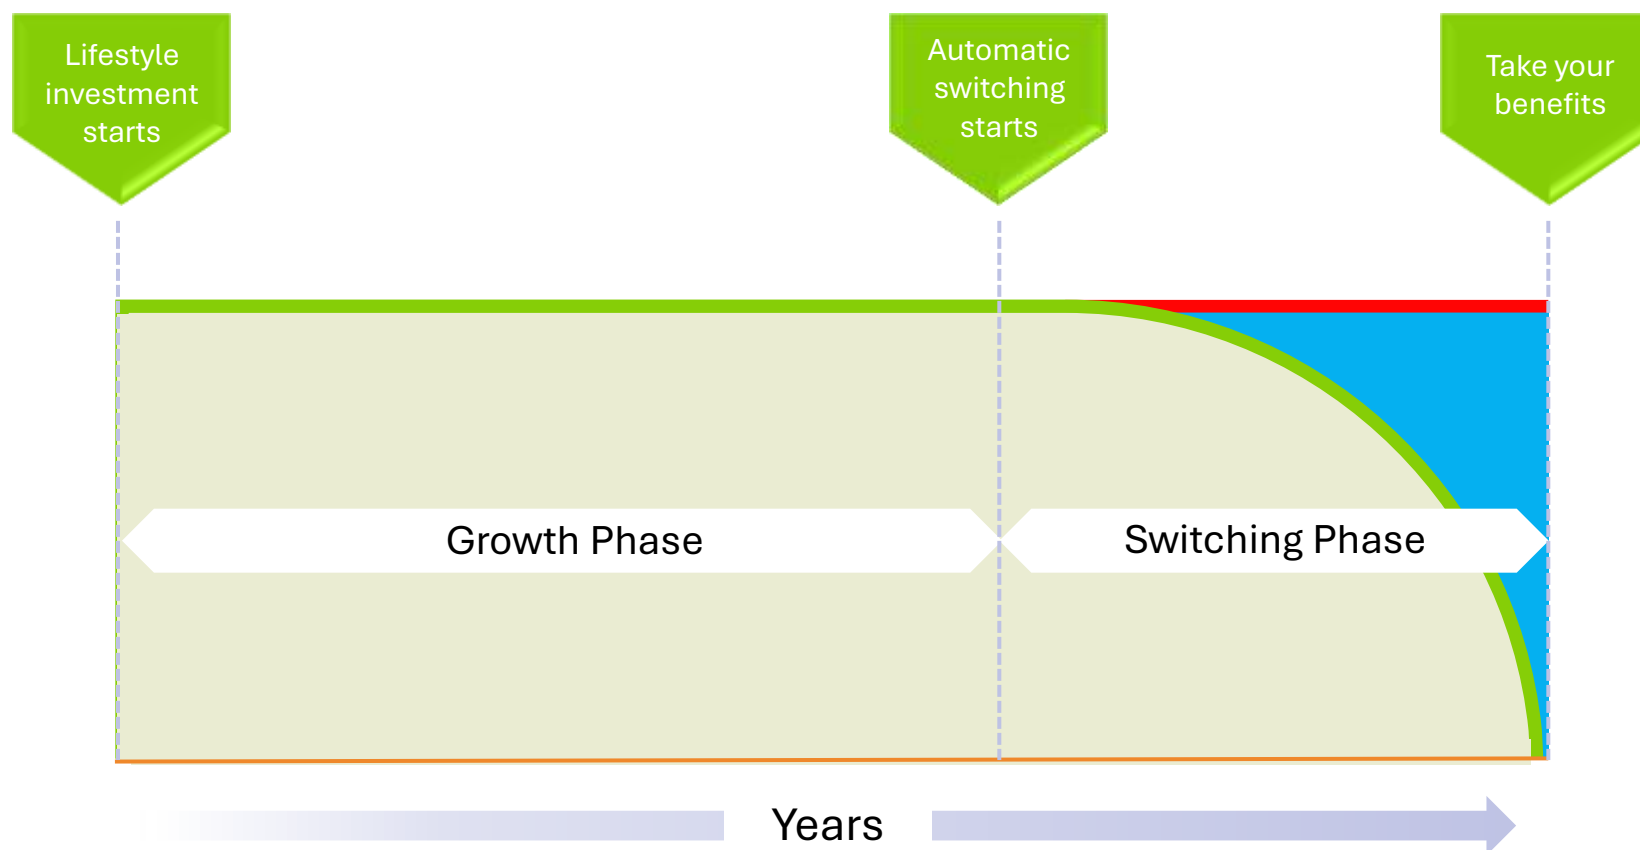 Lifestyle
investment
starts
Automatic
switching
starts
Take your
benefits
Growth Phase
Switching Phase
Years